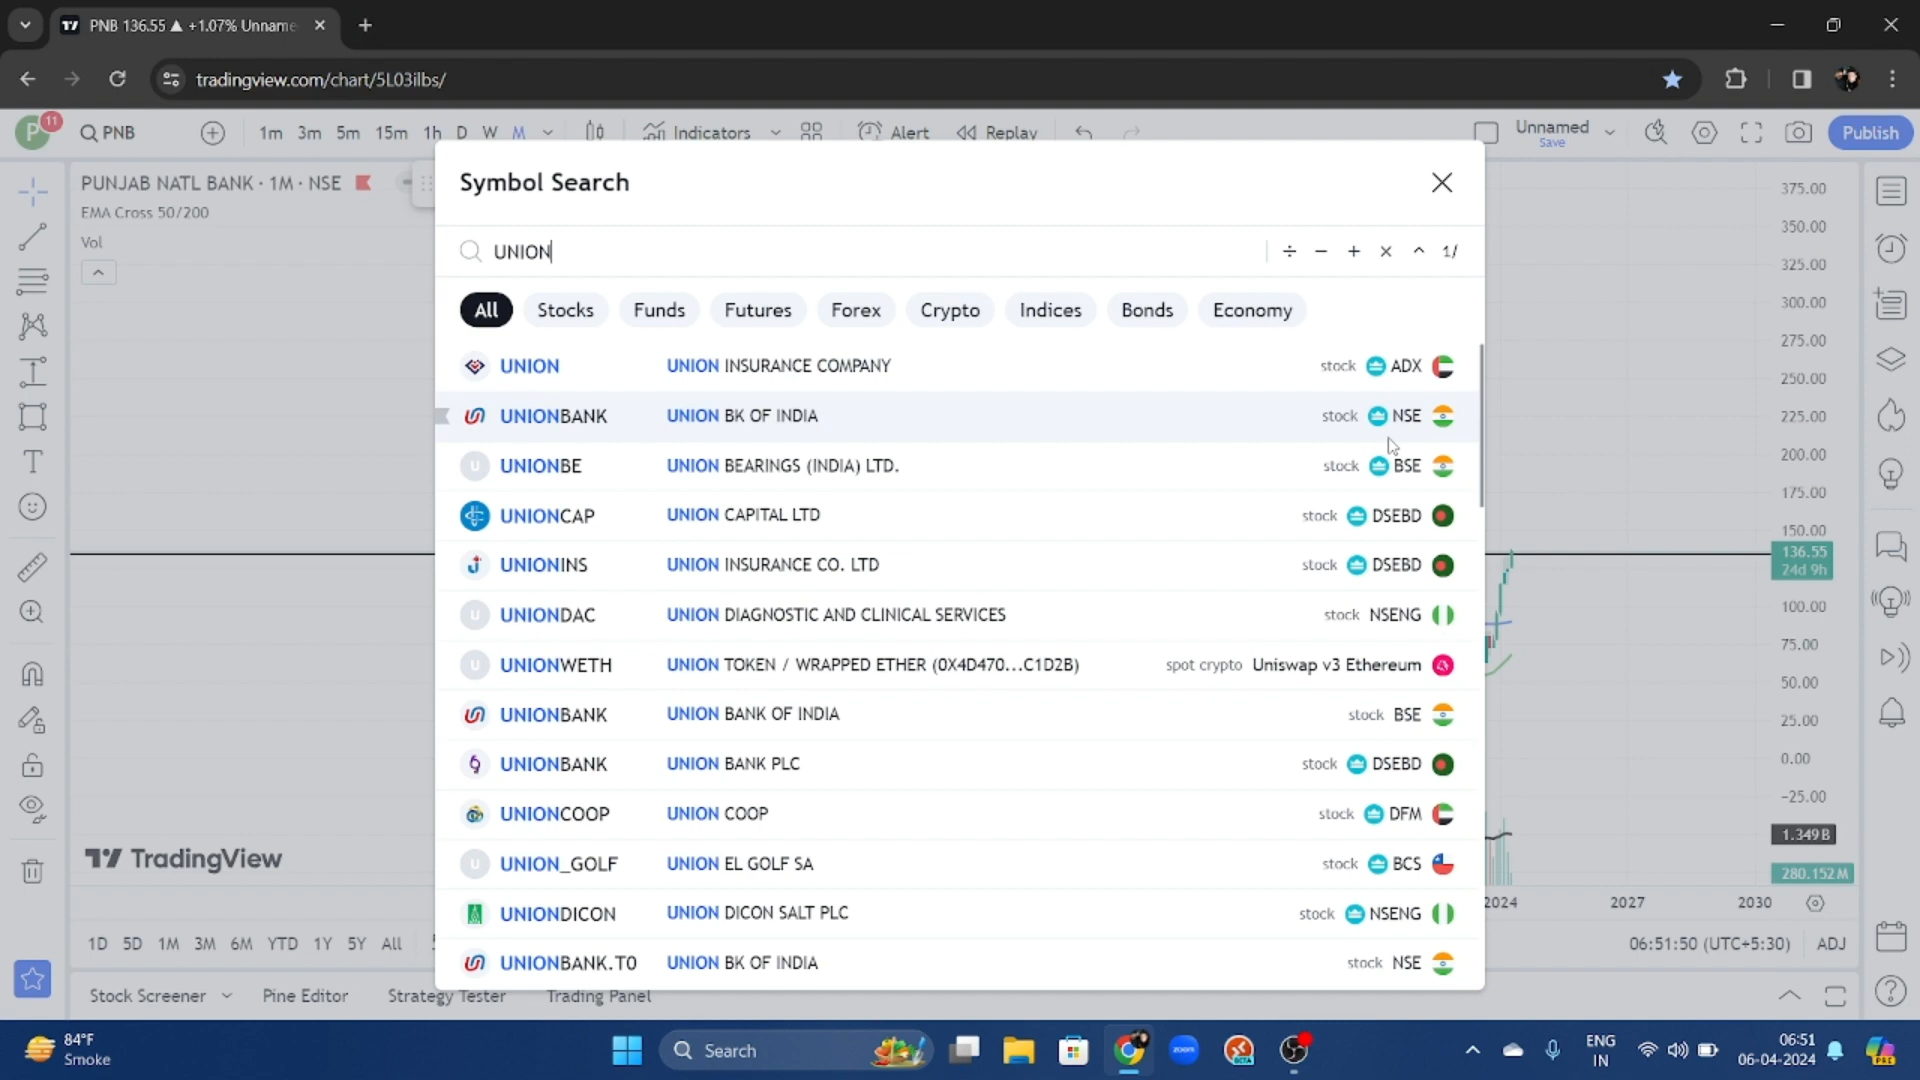 PNB 136.55 ▲ +1.07% Unname
tradingview.com/chart/5L03ilbs/
P 11 PNB 1m 3m 5m 15m 1h D W M Indicators Alert Replay Unnamed Save Publish
PUNJAB NATL BANK · 1M · NSE
EMA Cross 50/200
Vol
Symbol Search
UNION ÷ − + × ^ 1/
All Stocks Funds Futures Forex Crypto Indices Bonds Economy
UNION UNION INSURANCE COMPANY stock ADX
UNIONBANK UNION BK OF INDIA stock NSE
U UNIONBE UNION BEARINGS (INDIA) LTD. stock BSE
UNIONCAP UNION CAPITAL LTD stock DSEBD
UNIONINS UNION INSURANCE CO. LTD stock DSEBD
U UNIONDAC UNION DIAGNOSTIC AND CLINICAL SERVICES stock NSENG
U UNIONWETH UNION TOKEN / WRAPPED ETHER (0X4D470...C1D2B) spot crypto Uniswap v3 Ethereum
UNIONBANK UNION BANK OF INDIA stock BSE
UNIONBANK UNION BANK PLC stock DSEBD
UNIONCOOP UNION COOP stock DFM
U UNION_GOLF UNION EL GOLF SA stock BCS
UNIONDICON UNION DICON SALT PLC stock NSENG
UNIONBANK.T0 UNION BK OF INDIA stock NSE
375.00
350.00
325.00
300.00
275.00
250.00
225.00
200.00
175.00
150.00
136.55
24d 9h
100.00
75.00
50.00
25.00
0.00
−25.00
1.349B
280.152M
2024 2027 2030
TradingView
1D 5D 1M 3M 6M YTD 1Y 5Y All 06:51:50 (UTC+5:30) ADJ
Stock Screener Pine Editor Strategy Tester Trading Panel
84°F
Smoke
Search
zoom
BETA
ENG
IN
06:51
06-04-2024
PRE